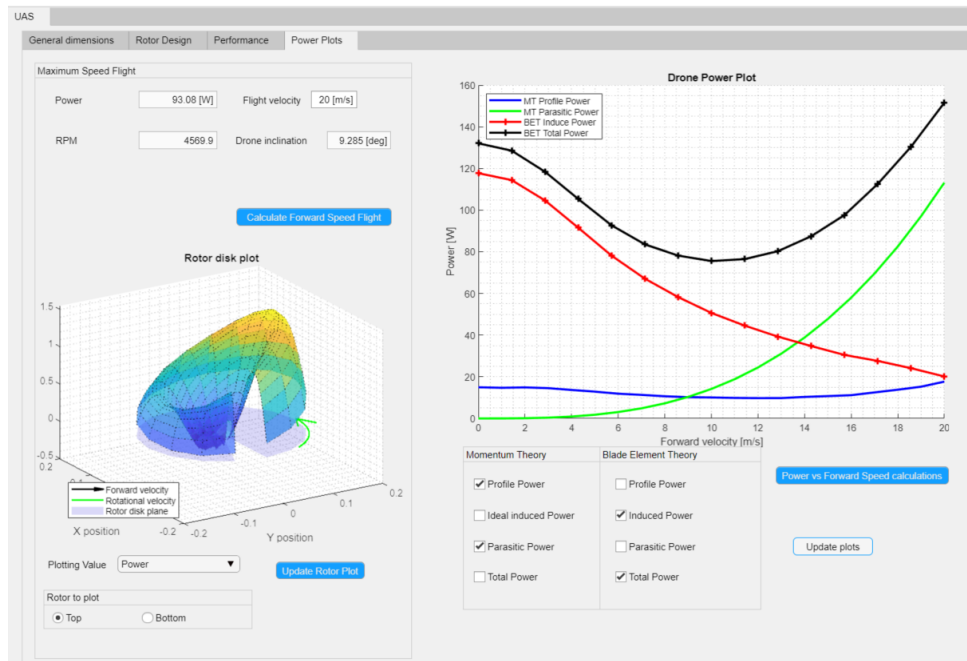 UAS
General dimensions Rotor Design Performance Power Plots
Maximum Speed Flight
Power 93.08 [W] Flight velocity 20 [m/s]
RPM 4569.9 Drone inclination 9.285 [deg]
Calculate Forward Speed Flight
Rotor disk plot
1.5
1
0.5
0
-0.5
0.2
0.1
-0.2
-0.2
-0.1
0
0.1
0.2
X position
Y position
Forward velocity
Rotational velocity
Rotor disk plane
Plotting Value Power
Update Rotor Plot
Rotor to plot
Top Bottom
Drone Power Plot
160
140
120
100
80
60
40
20
0
Power [W]
MT Profile Power
MT Parasitic Power
BET Induce Power
BET Total Power
0 2 4 6 8 10 12 14 16 18 20
Forward velocity [m/s]
Momentum Theory Blade Element Theory
Profile Power Profile Power
Ideal induced Power Induced Power
Parasitic Power Parasitic Power
Total Power Total Power
Power vs Forward Speed calculations
Update plots